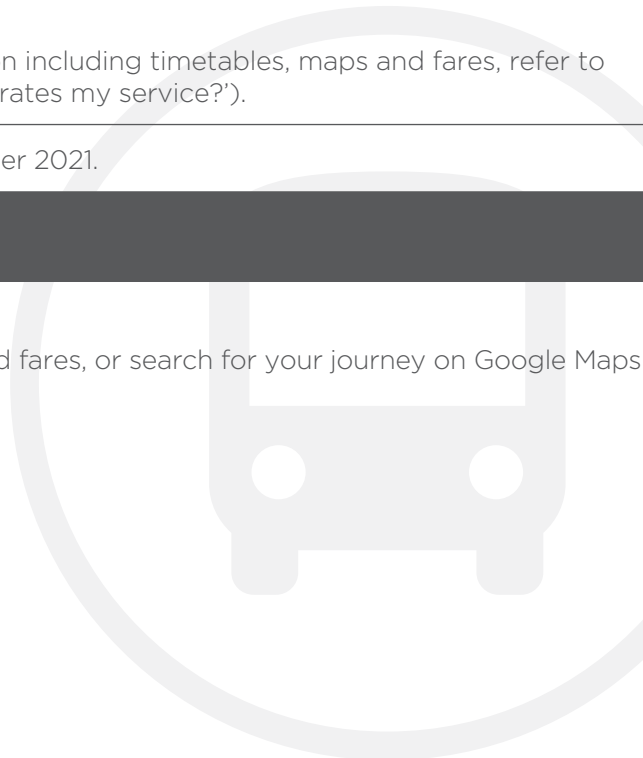 n including timetables, maps and fares, refer to
rates my service?’).
er 2021.
d fares, or search for your journey on Google Maps